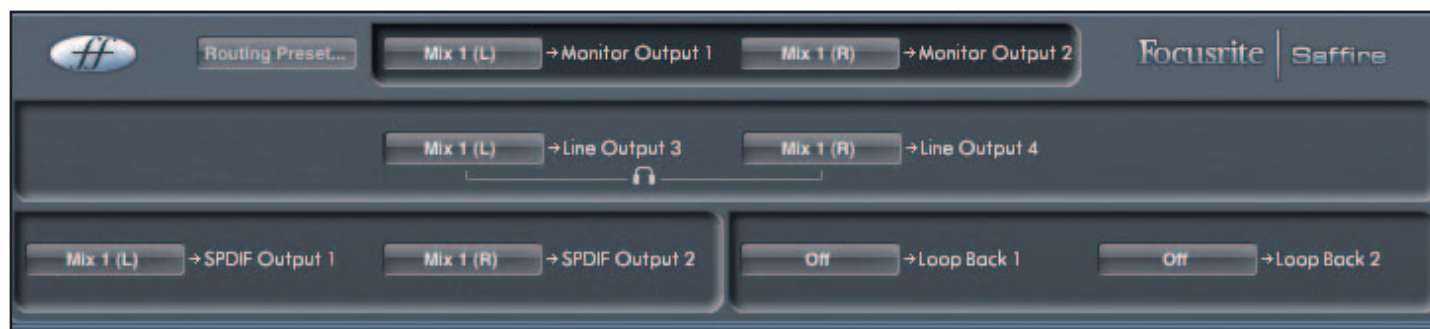 ff Routing Preset... Mix 1 (L) →Monitor Output 1 Mix 1 (R) →Monitor Output 2 Focusrite | Saffire
Mix 1 (L) →Line Output 3 Mix 1 (R) →Line Output 4
Mix 1 (L) →SPDIF Output 1 Mix 1 (R) →SPDIF Output 2 Off →Loop Back 1 Off →Loop Back 2